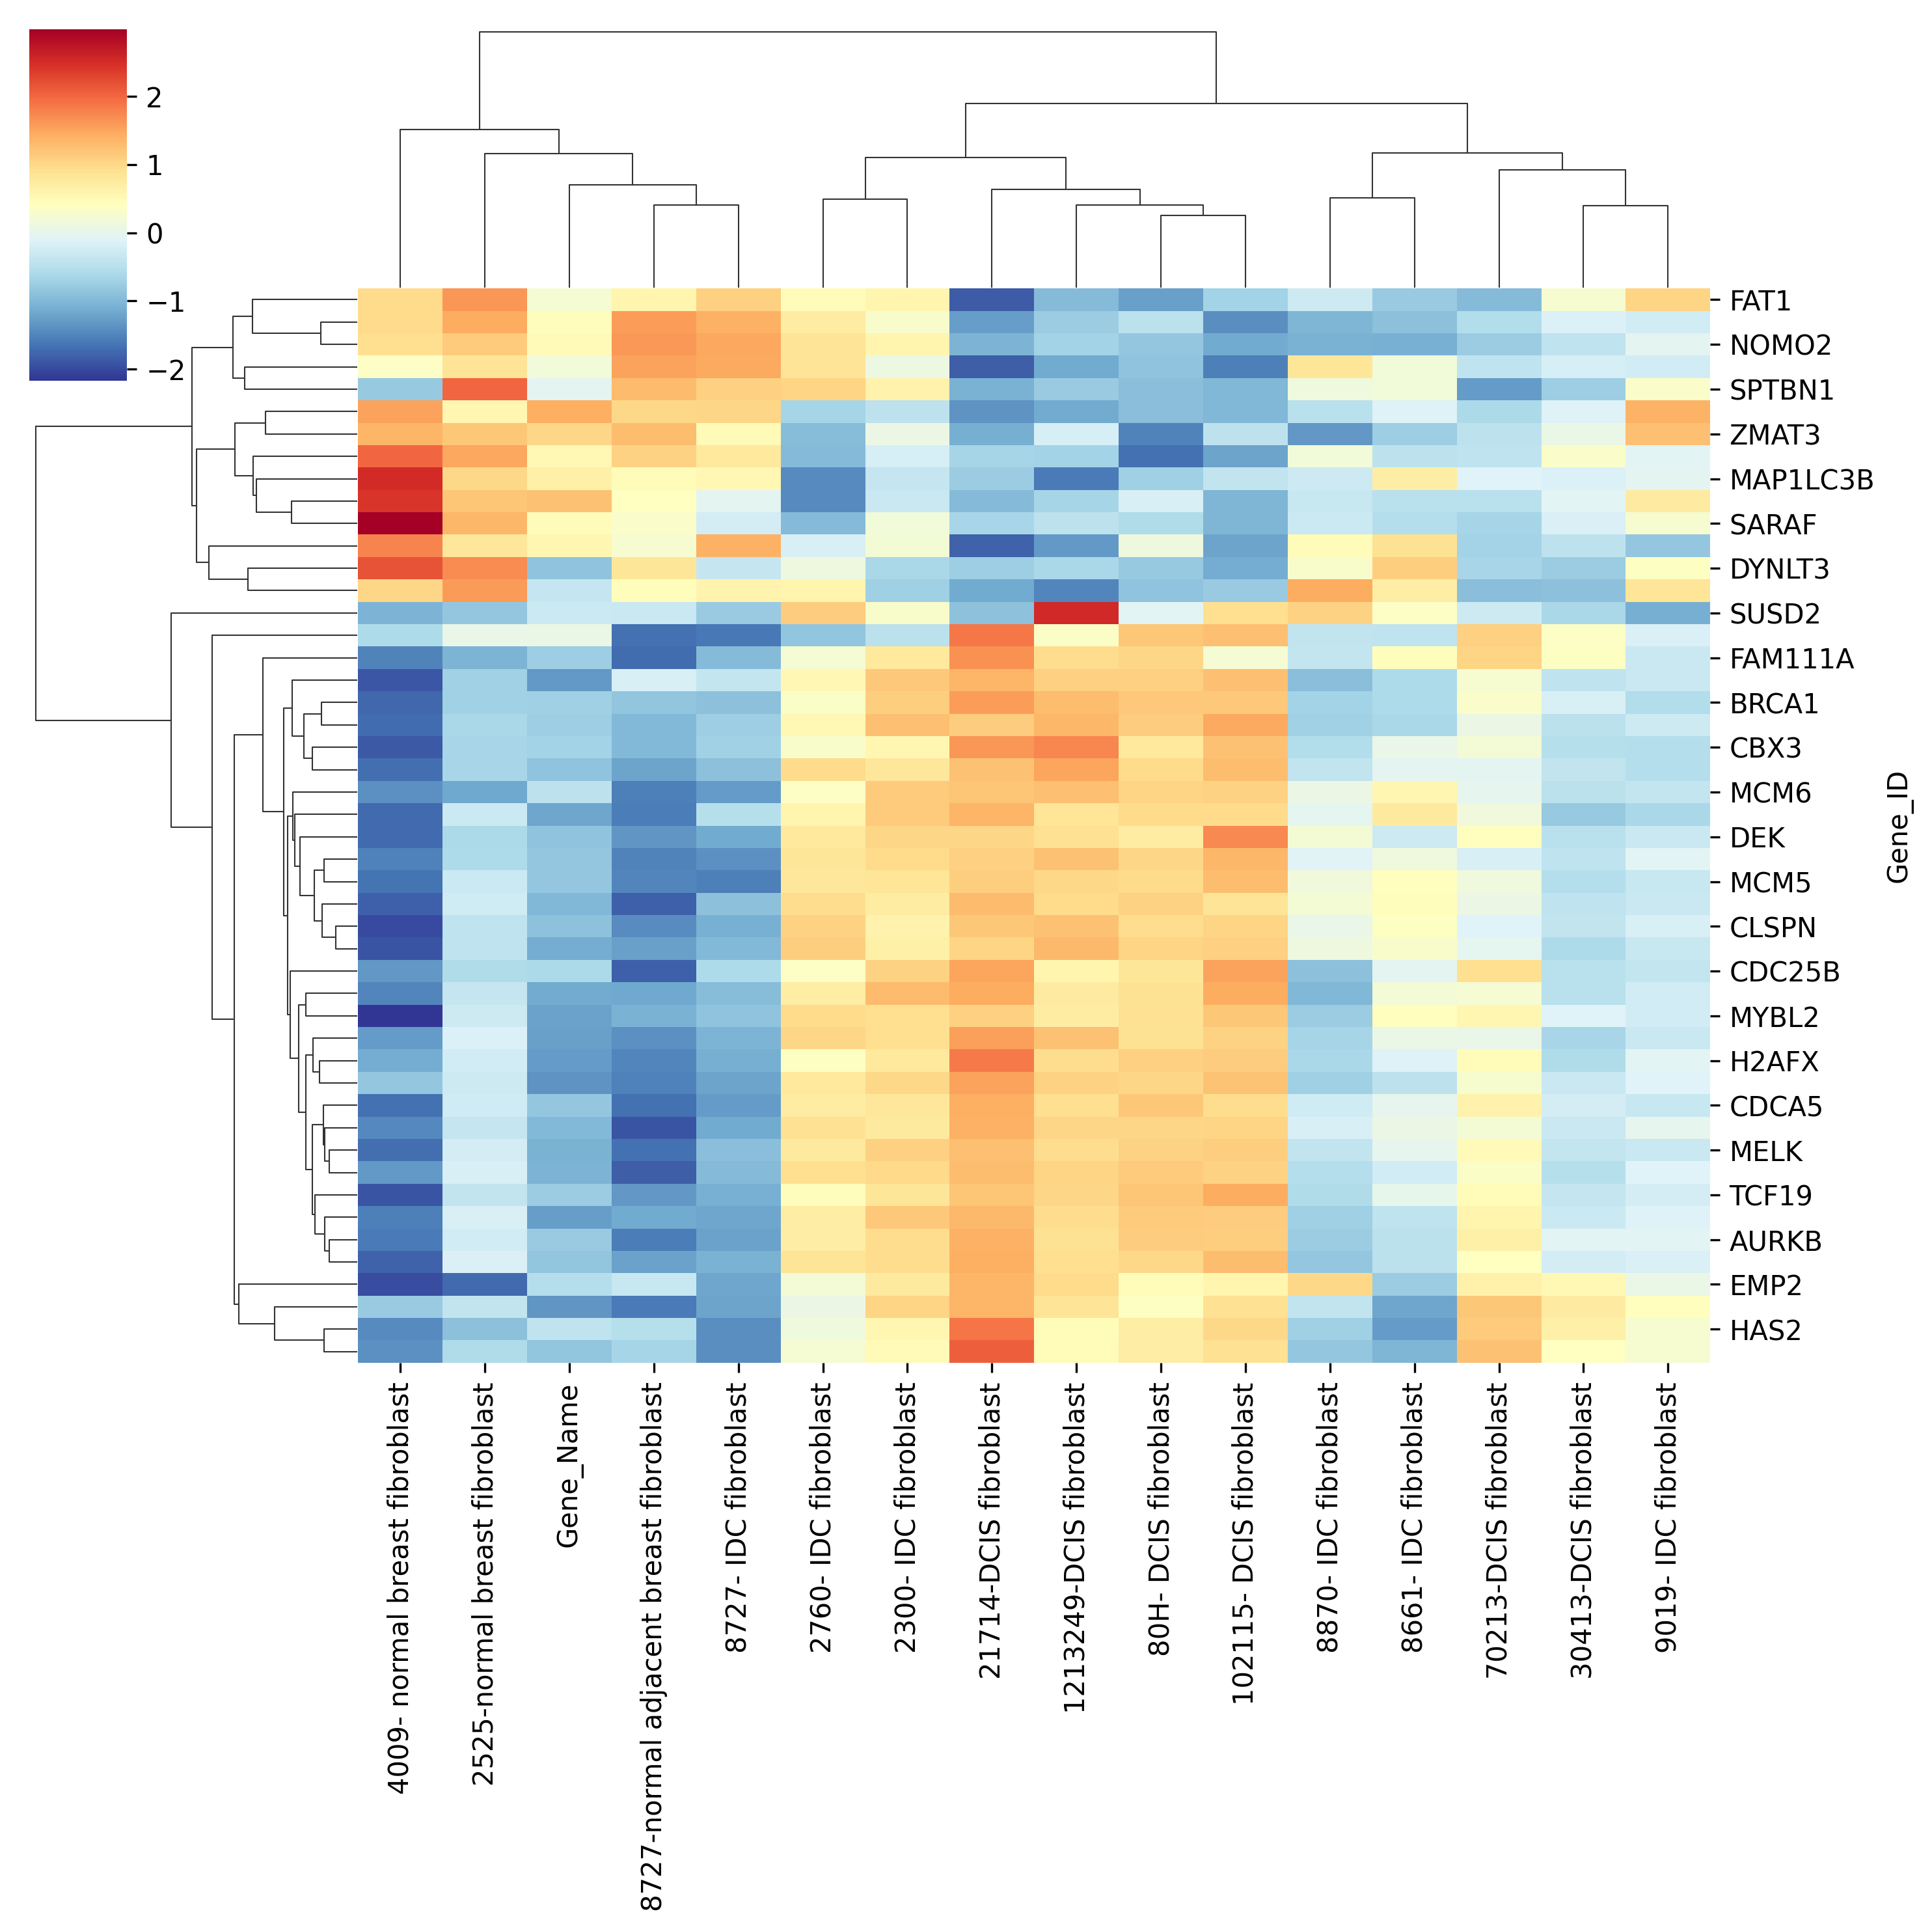 2
1
0
−1
−2
FAT1
NOMO2
SPTBN1
ZMAT3
MAP1LC3B
SARAF
DYNLT3
SUSD2
FAM111A
BRCA1
CBX3
MCM6
DEK
MCM5
CLSPN
CDC25B
MYBL2
H2AFX
CDCA5
MELK
TCF19
AURKB
EMP2
HAS2
Gene_ID
4009- normal breast fibroblast
2525-normal breast fibroblast
Gene_Name
8727-normal adjacent breast fibroblast
8727- IDC fibroblast
2760- IDC fibroblast
2300- IDC fibroblast
21714-DCIS fibroblast
1213249-DCIS fibroblast
80H- DCIS fibroblast
102115- DCIS fibroblast
8870- IDC fibroblast
8661- IDC fibroblast
70213-DCIS fibroblast
30413-DCIS fibroblast
9019- IDC fibroblast